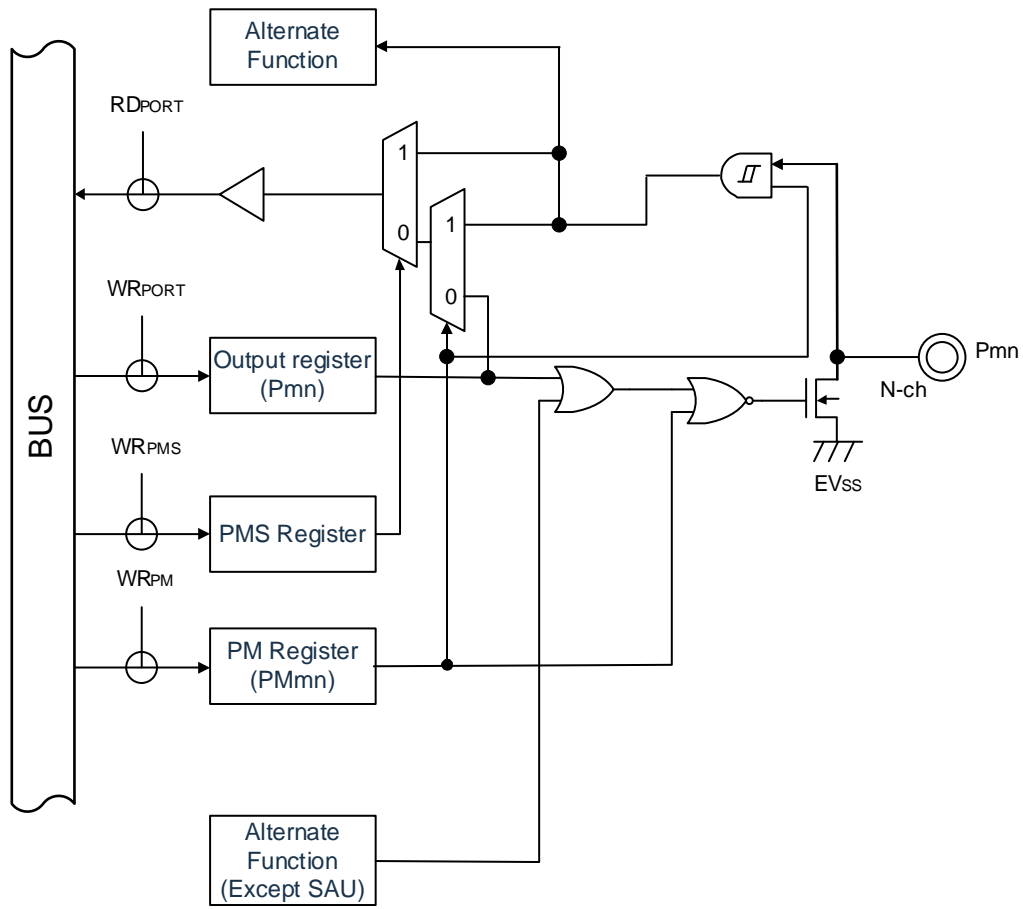 Alternate
Function
RDPORT
1
0
1
0
WRPORT
Output register
(Pmn)
Pmn
N-ch
EVSS
BUS
WRPMS
PMS Register
WRPM
PM Register
(PMmn)
Alternate
Function
(Except SAU)